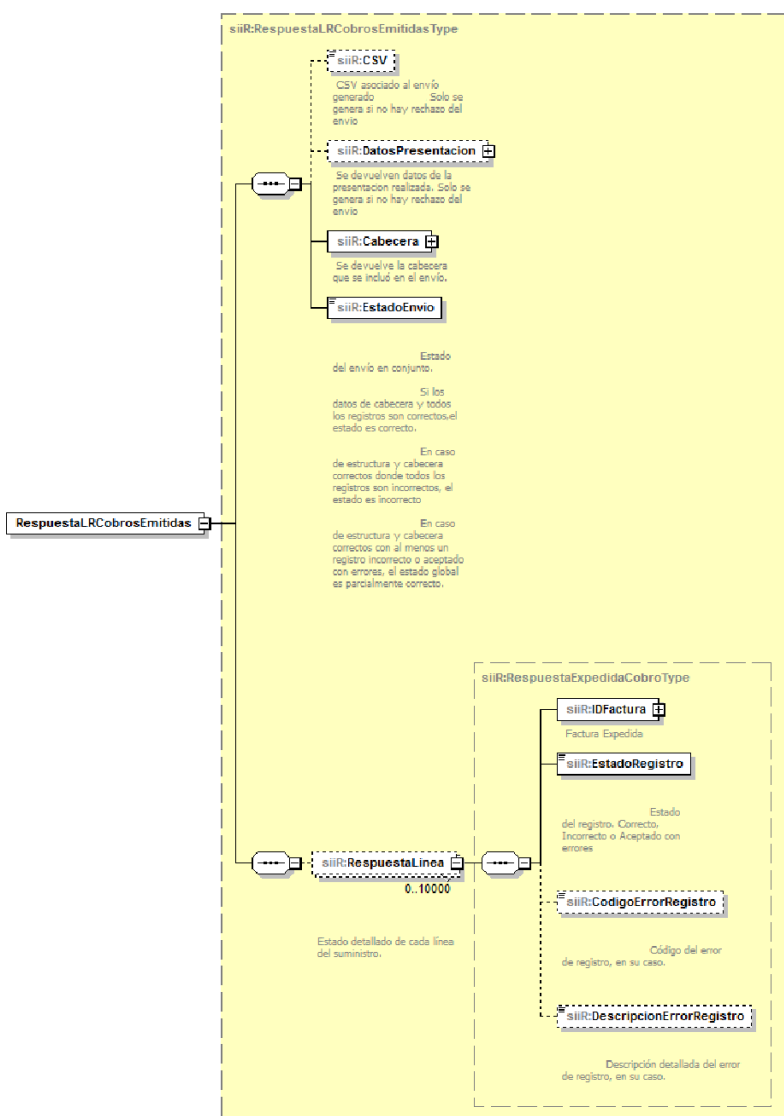 siiR:RespuestaLRCobrosEmitidasType
siiR:CSV
CSV asociado al envío
generado Solo se
genera si no hay rechazo del
envio
siiR:DatosPresentacion
Se devuelven datos de la
presentacion realizada. Solo se
genera si no hay rechazo del
envio
siiR:Cabecera
Se devuelve la cabecera
que se incluó en el envío.
siiR:EstadoEnvio
Estado
del envío en conjunto.
Si los
datos de cabecera y todos
los registros son correctos,el
estado es correcto.
En caso
de estructura y cabecera
correctos donde todos los
registros son incorrectos, el
estado es incorrecto
En caso
de estructura y cabecera
correctos con al menos un
registro incorrecto o aceptado
con errores, el estado global
es parcialmente correcto.
RespuestaLRCobrosEmitidas
siiR:RespuestaExpedidaCobroType
siiR:IDFactura
Factura Expedida
siiR:EstadoRegistro
Estado
del registro. Correcto,
Incorrecto o Aceptado con
errores
siiR:RespuestaLinea
0..10000
Estado detallado de cada línea
del suministro.
siiR:CodigoErrorRegistro
Código del error
de registro, en su caso.
siiR:DescripcionErrorRegistro
Descripción detallada del error
de registro, en su caso.